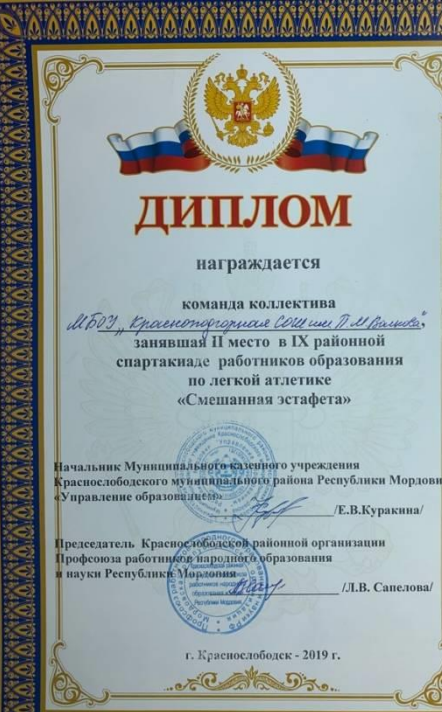 ДИПЛОМ
награждается
команда коллектива
МБОУ „Красноподгорная СОШ им П.М. Волкова"
занявшая II место в IX районной
спартакиаде работников образования
по легкой атлетике
«Смешанная эстафета»
Начальник Муниципального казенного учреждения
Краснослободского муниципального района Республики Мордови
«Управление образованием»
/Е.В.Куракина/
Председатель Краснослободской районной организации
Профсоюза работников народного образования
и науки Республики Мордовия
/Л.В. Сапелова/
г. Краснослободск - 2019 г.